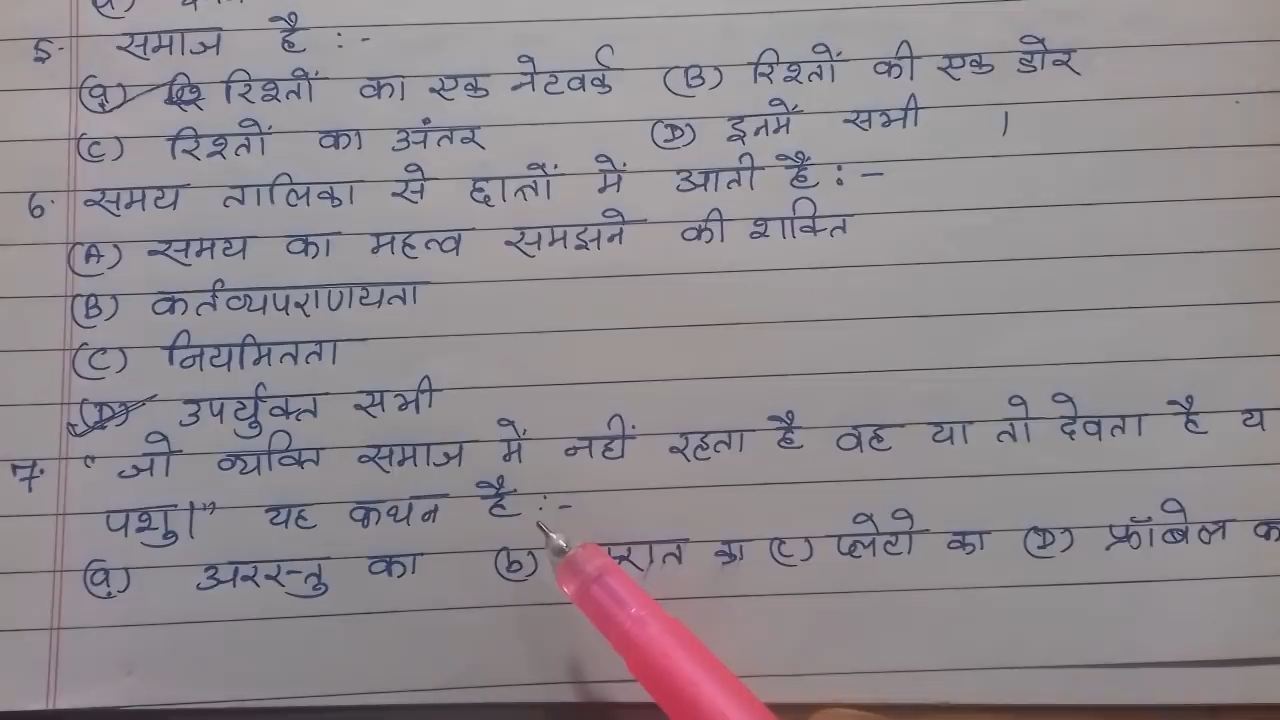 5. समाज है :-
(a) रिश्तों का एक नेटवर्क (B) रिश्तों की एक डोर
(C) रिश्तों का अंतर (D) इनमें सभी ।
6. समय तालिका से छात्रों में आती है :-
(A) समय का महत्व समझने की शक्ति
(B) कर्तव्यपराणयता
(C) नियमितता
(D) उपर्युक्त सभी
7. "जो व्यक्ति समाज में नहीं रहता है वह या तो देवता है य
पशु।" यह कथन है :-
(a) अरस्तु का (b) का (c) प्लेटो का (D) फ्रॉबेल क